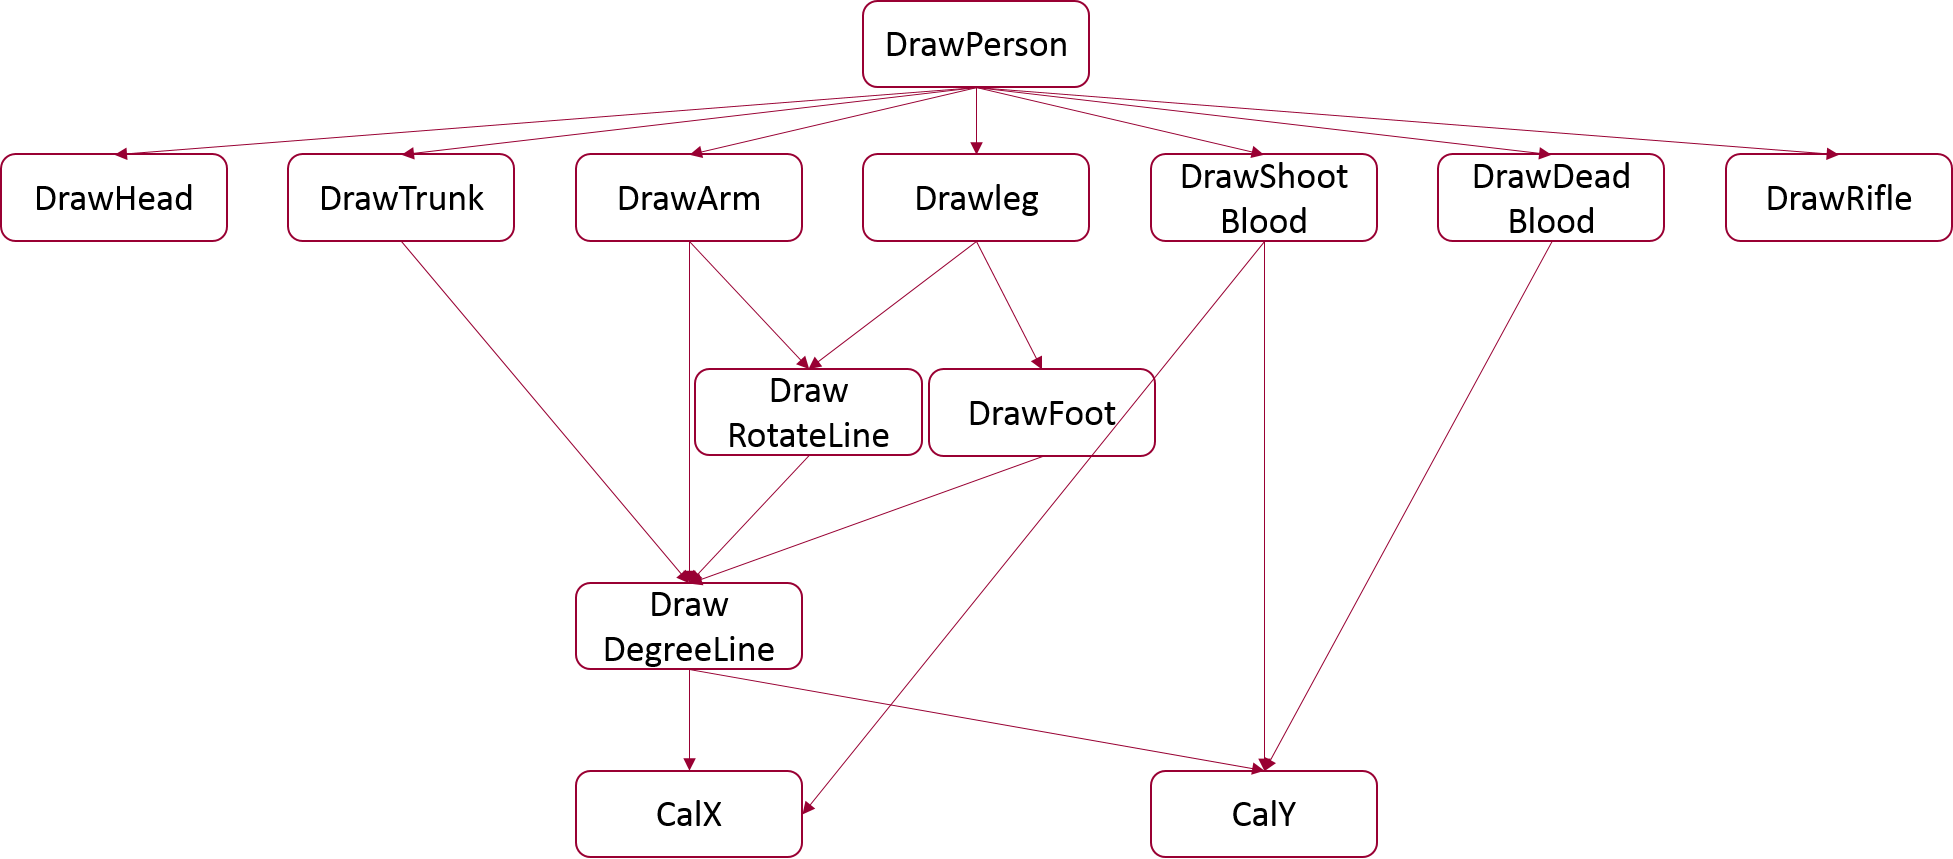 DrawPerson
DrawHead
DrawTrunk
DrawArm
Drawleg
DrawShoot
Blood
DrawDead
Blood
DrawRifle
Draw
RotateLine
DrawFoot
Draw
DegreeLine
CalX
CalY